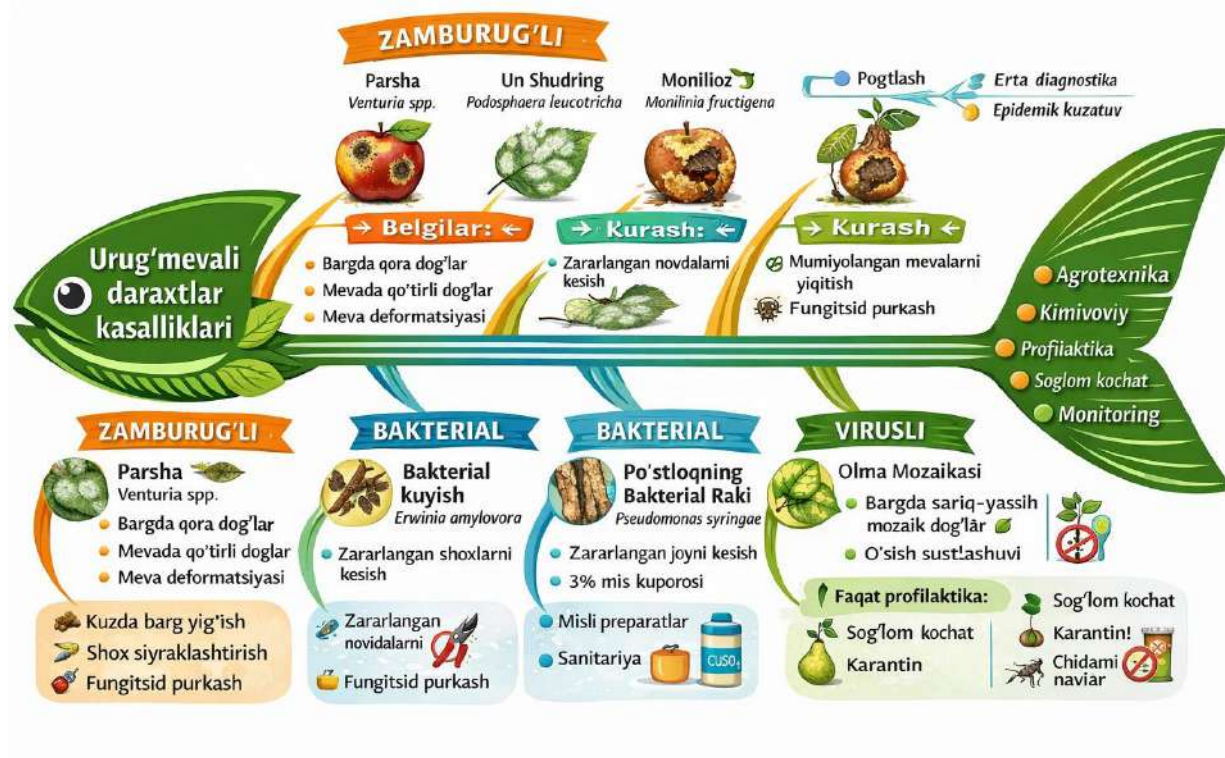 ZAMBURUG'LI
Parsha
Venturia spp.
Un Shudring
Podosphaera leucotricha
Monilioz
Monilinia fructigena
Pogtlash
Erta diagnostika
Epidemik kuzatuv
Urug'mevali
daraxtlar
kasalliklari
→ Belgilar: ←
Bargda qora dog'lar
Mevada qo'tirli dog'lar
Meva deformatsiyasi
→ Kurash: ←
Zararlangan novdalarni
kesish
→ Kurash ←
Mumiyolangan mevalarni
yiqitish
Fungitsid purkash
Agrotexnika
Kimivoviy
Profiiaktika
Soglom kochat
Monitoring
ZAMBURUG'LI
Parsha
Venturia spp.
Bargda qora dog'lar
Mevada qo'tirli doglar
Meva deformatsiyasi
Kuzda barg yig'ish
Shox siyraklashtirish
Fungitsid purkash
BAKTERIAL
Bakterial
kuyish
Erwinia amylovora
Zararlangan shoxlarni
kesish
Zararlangan
novidalarni
Fungitsid purkash
BAKTERIAL
Po'stloqning
Bakterial Raki
Pseudomonas syringae
Zararlangan joyni kesish
3% mis kuporosi
Misli preparatlar
Sanitariya
CUSO₄
VIRUSLI
Olma Mozaikasi
Bargda sariq-yassih
mozaik dog'lar
O'sish sust!ashuvi
Faqat profilaktika:
Sog'lom kochat
Karantin
Sog'lom kochat
Karantin!
Chidami
naviar